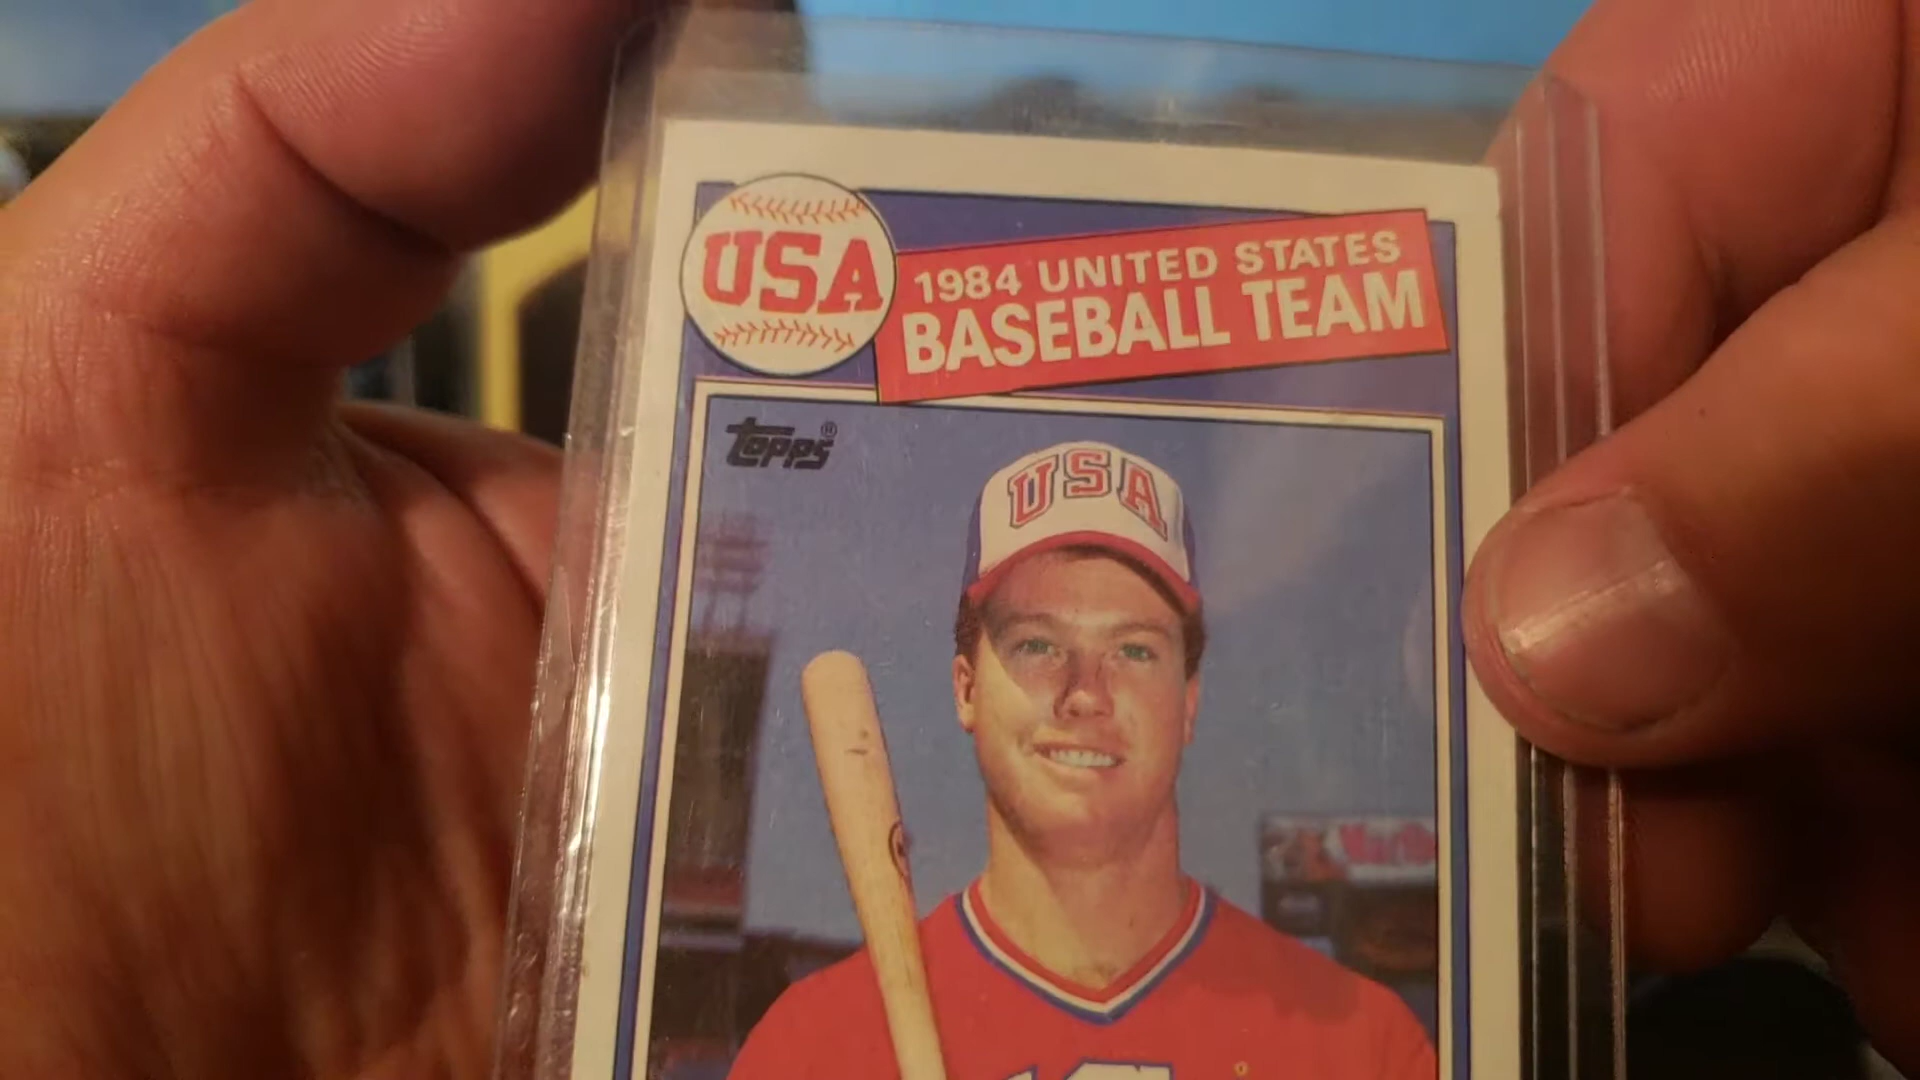 USA
1984 UNITED STATES
BASEBALL TEAM
topps®
USA